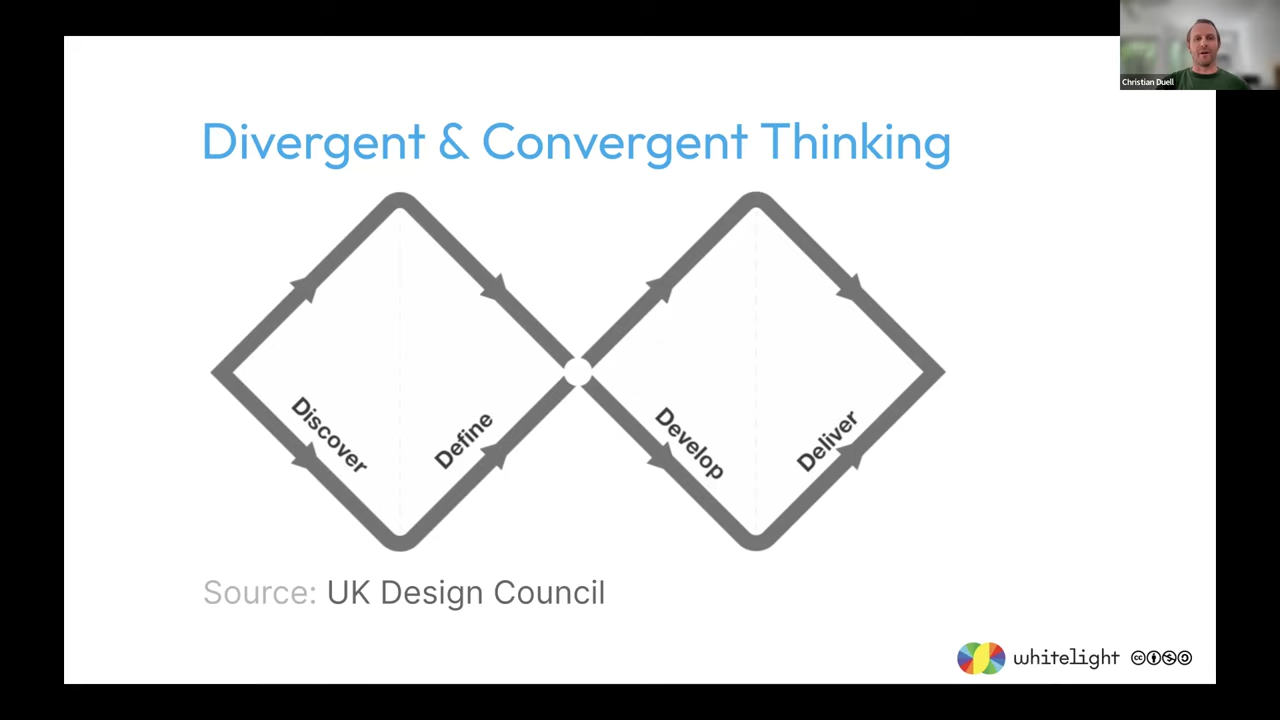 Christian Duell
Divergent & Convergent Thinking
Discover
Define
Develop
Deliver
Source: UK Design Council
whitelight